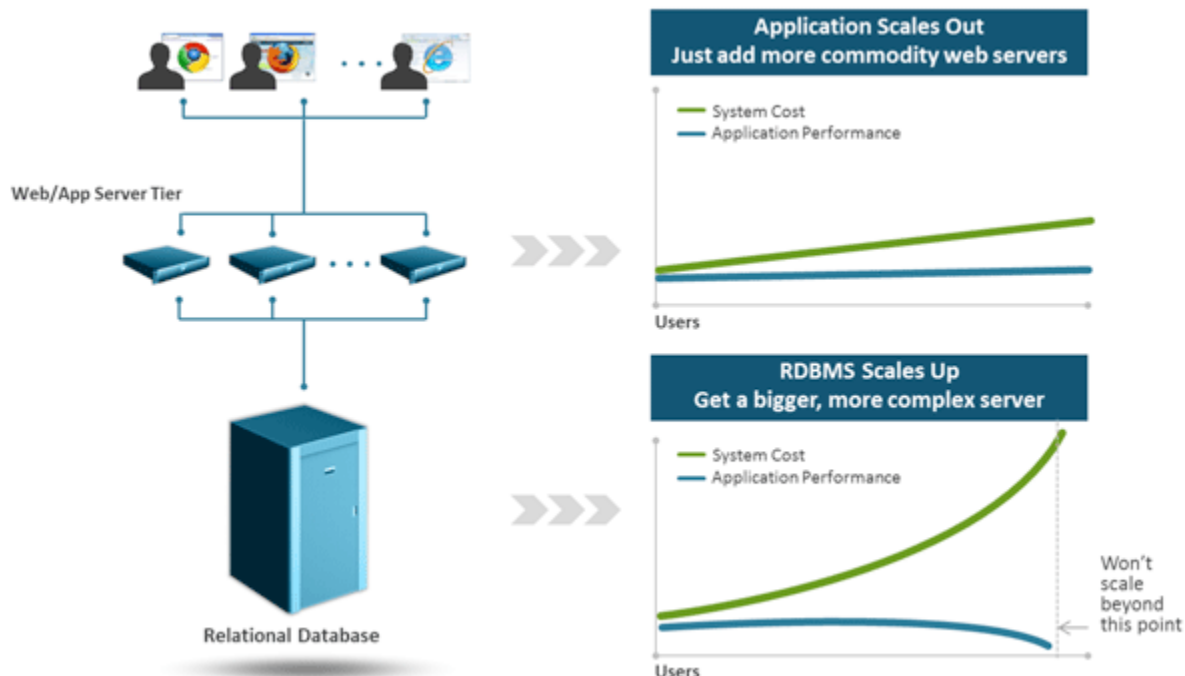 Application Scales Out
Just add more commodity web servers
System Cost
Application Performance
Web/App Server Tier
Users
RDBMS Scales Up
Get a bigger, more complex server
System Cost
Application Performance
Won't
scale
beyond
this point
Relational Database
Users